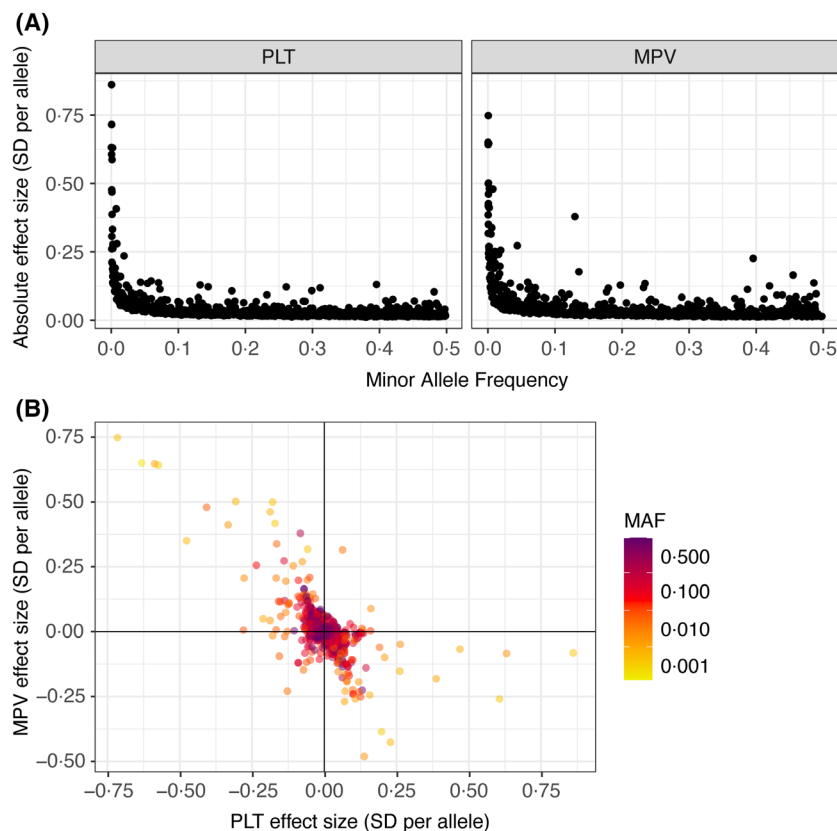 (A)
PLT MPV
Absolute effect size (SD per allele)
0·75
0·50
0·25
0·00
0·0 0·1 0·2 0·3 0·4 0·5 0·0 0·1 0·2 0·3 0·4 0·5
Minor Allele Frequency
(B)
MPV effect size (SD per allele)
0·75
0·50
0·25
0·00
−0·25
−0·50
−0·75 −0·50 −0·25 0·00 0·25 0·50 0·75
PLT effect size (SD per allele)
MAF
0·500
0·100
0·010
0·001